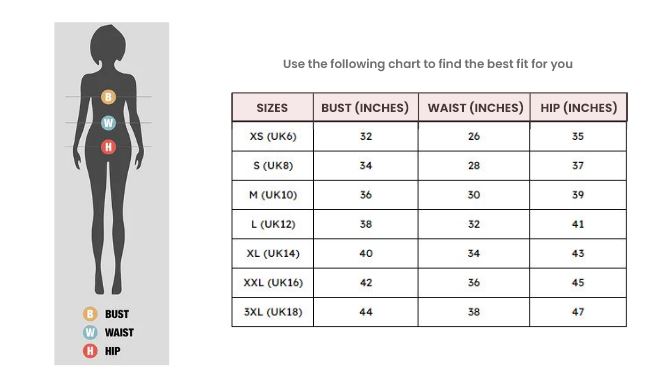 B
W
H
B BUST
W WAIST
H HIP
Use the following chart to find the best fit for you
SIZES BUST (INCHES) WAIST (INCHES) HIP (INCHES)
XS (UK6) 32 26 35
S (UK8) 34 28 37
M (UK10) 36 30 39
L (UK12) 38 32 41
XL (UK14) 40 34 43
XXL (UK16) 42 36 45
3XL (UK18) 44 38 47